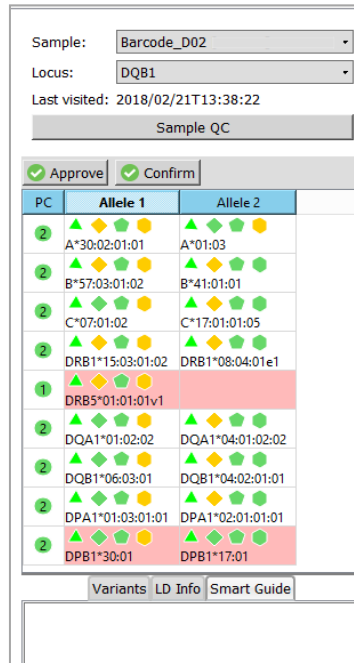 Sample: Barcode_D02
Locus: DQB1
Last visited: 2018/02/21T13:38:22
Sample QC
Approve Confirm
PC Allele 1 Allele 2
2 A*30:02:01:01 A*01:03
2 B*57:03:01:02 B*41:01:01
2 C*07:01:02 C*17:01:01:05
2 DRB1*15:03:01:02 DRB1*08:04:01e1
1 DRB5*01:01:01v1
2 DQA1*01:02:02 DQA1*04:01:02:02
2 DQB1*06:03:01 DQB1*04:02:01:01
2 DPA1*01:03:01:01 DPA1*02:01:01:01
2 DPB1*30:01 DPB1*17:01
Variants LD Info Smart Guide